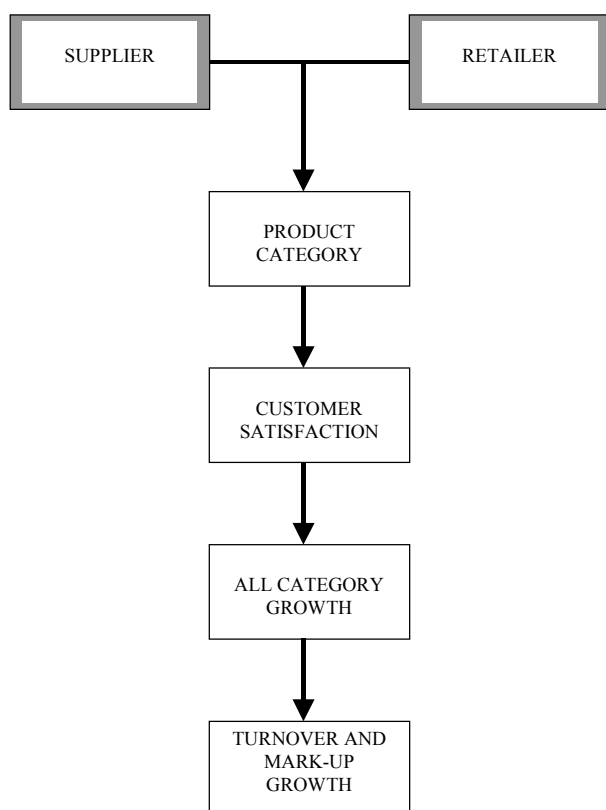 SUPPLIER
RETAILER
PRODUCT
CATEGORY
CUSTOMER
SATISFACTION
ALL CATEGORY
GROWTH
TURNOVER AND
MARK-UP
GROWTH